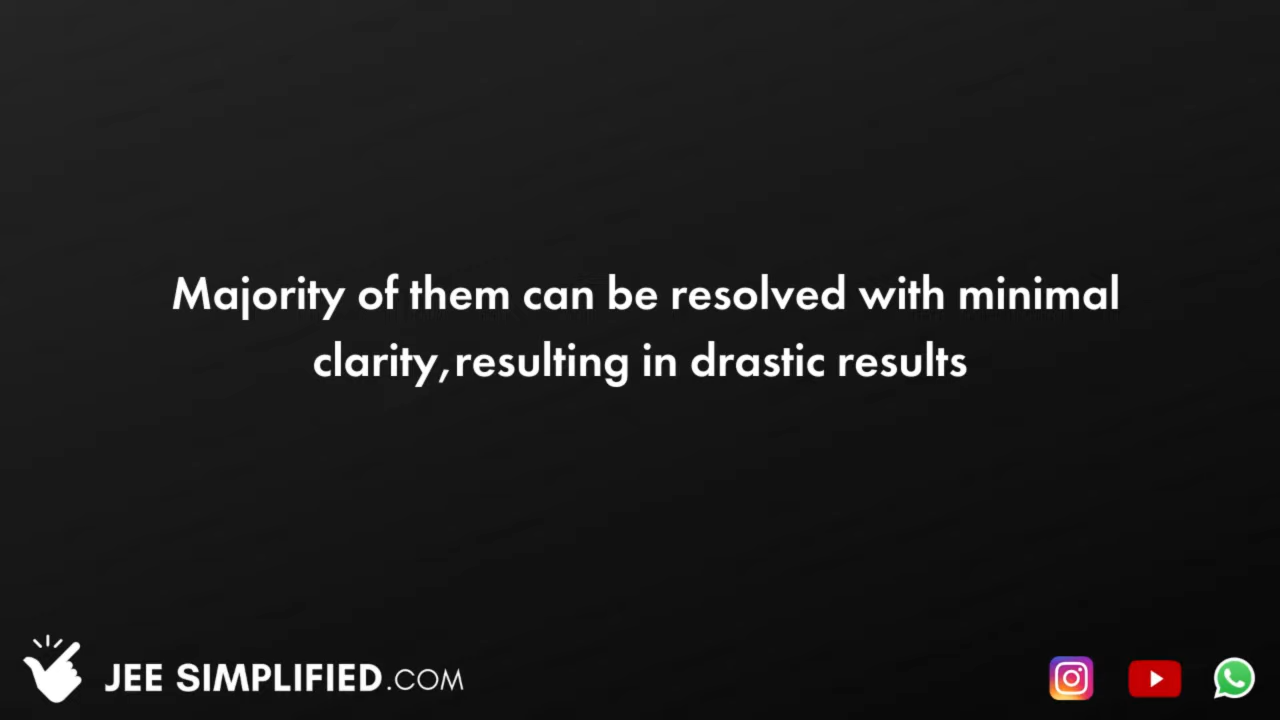 Majority of them can be resolved with minimal
clarity,resulting in drastic results
JEE SIMPLIFIED.COM